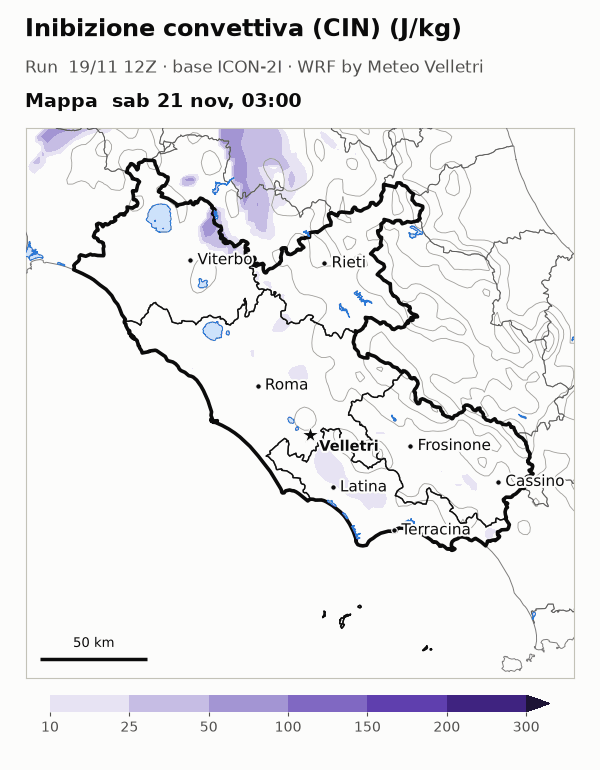 Inibizione convettiva (CIN) (J/kg)
Run  19/11 12Z · base ICON-2I · WRF by Meteo Velletri
Mappa  sab 21 nov, 03:00
Viterbo
Rieti
Roma
Velletri
Frosinone
Latina
Cassino
Terracina
50 km
10 25 50 100 150 200 300